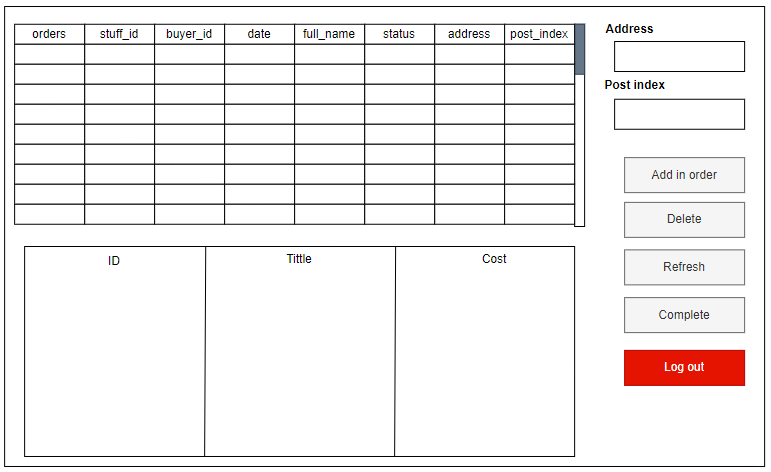 orders stuff_id buyer_id date full_name status address post_index
Address
Post index
Add in order
Delete
Refresh
Complete
Log out
ID Tittle Cost